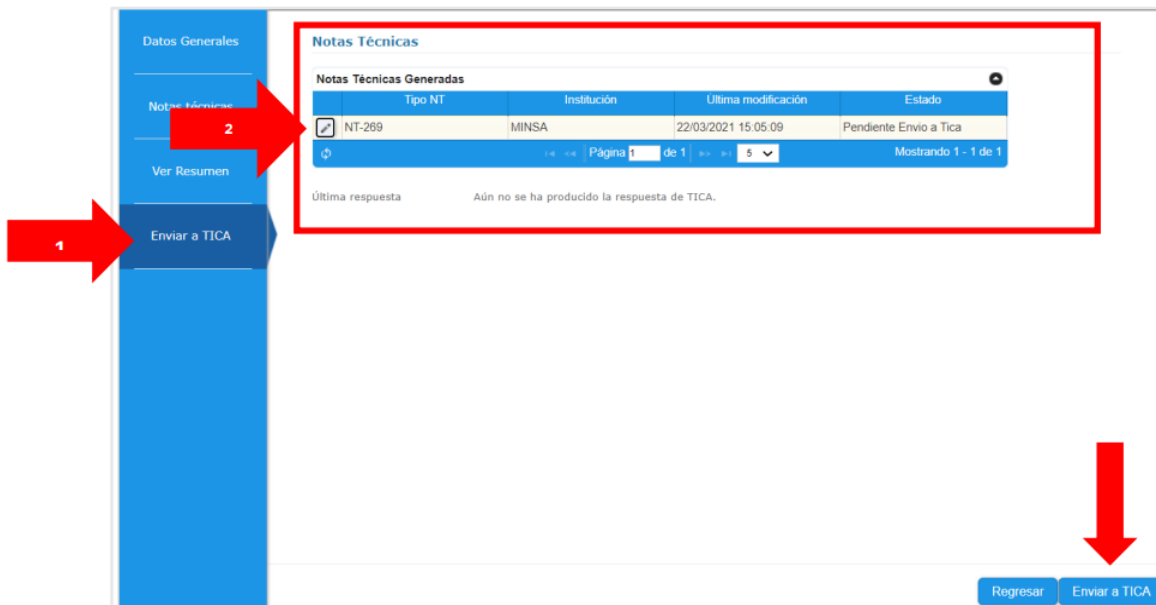 Datos Generales
Notas técnicas
Ver Resumen
Enviar a TICA
1
2
Notas Técnicas
Notas Técnicas Generadas
Tipo NT Institución Última modificación Estado
NT-269 MINSA 22/03/2021 15:05:09 Pendiente Envio a Tica
Página 1 de 1 5 Mostrando 1 - 1 de 1
Última respuesta Aún no se ha producido la respuesta de TICA.
Regresar Enviar a TICA